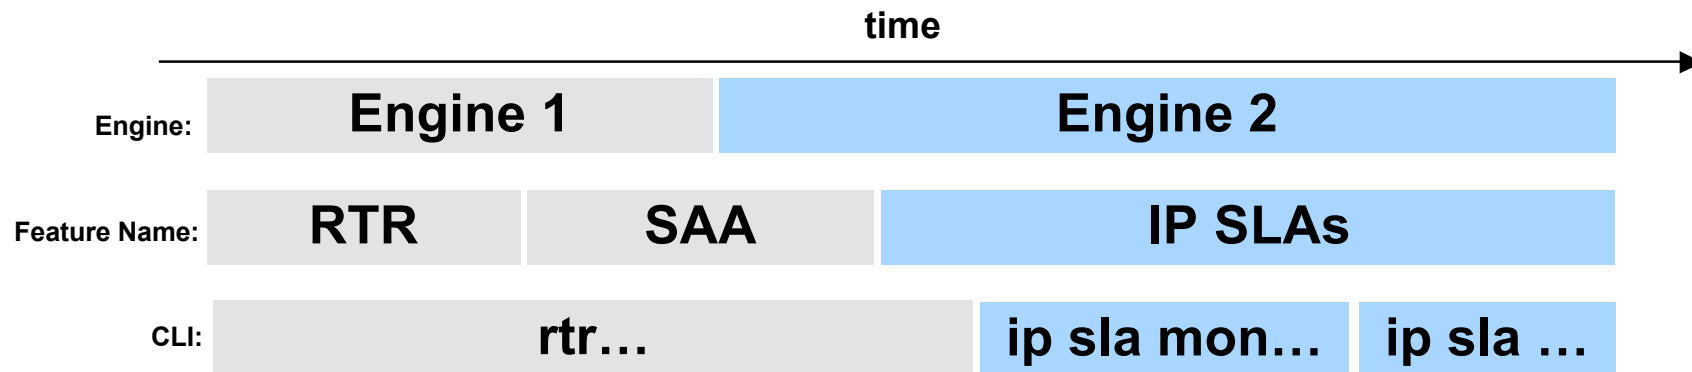 time
Engine: Engine 1 Engine 2
Feature Name: RTR SAA IP SLAs
CLI: rtr… ip sla mon… ip sla …